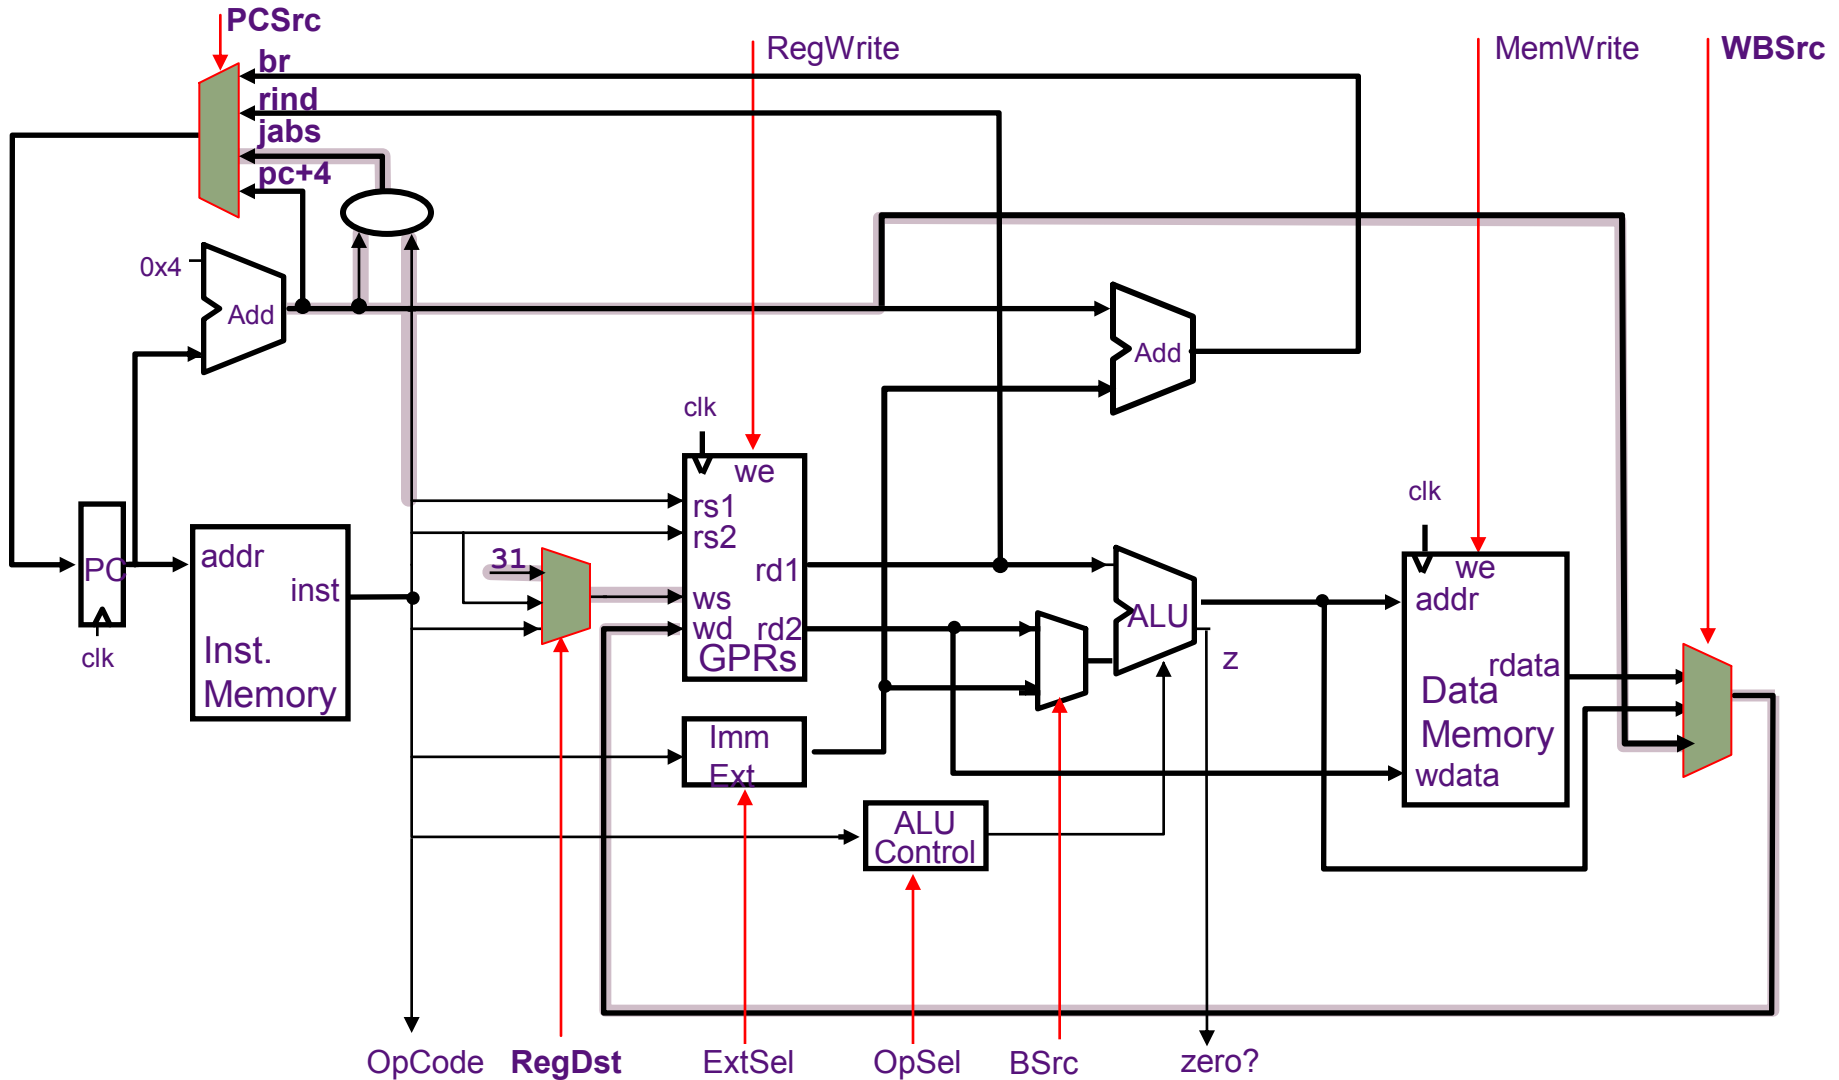 PCSrc
RegWrite
MemWrite
WBSrc
br
rind
jabs
pc+4
0x4
Add
Add
clk
we
rs1
rs2
31
rd1
ws
wd
rd2
GPRs
PC
clk
addr
inst
Inst.
Memory
ALU
z
clk
we
addr
rdata
Data
Memory
wdata
Imm
Ext
ALU
Control
OpCode
RegDst
ExtSel
OpSel
BSrc
zero?